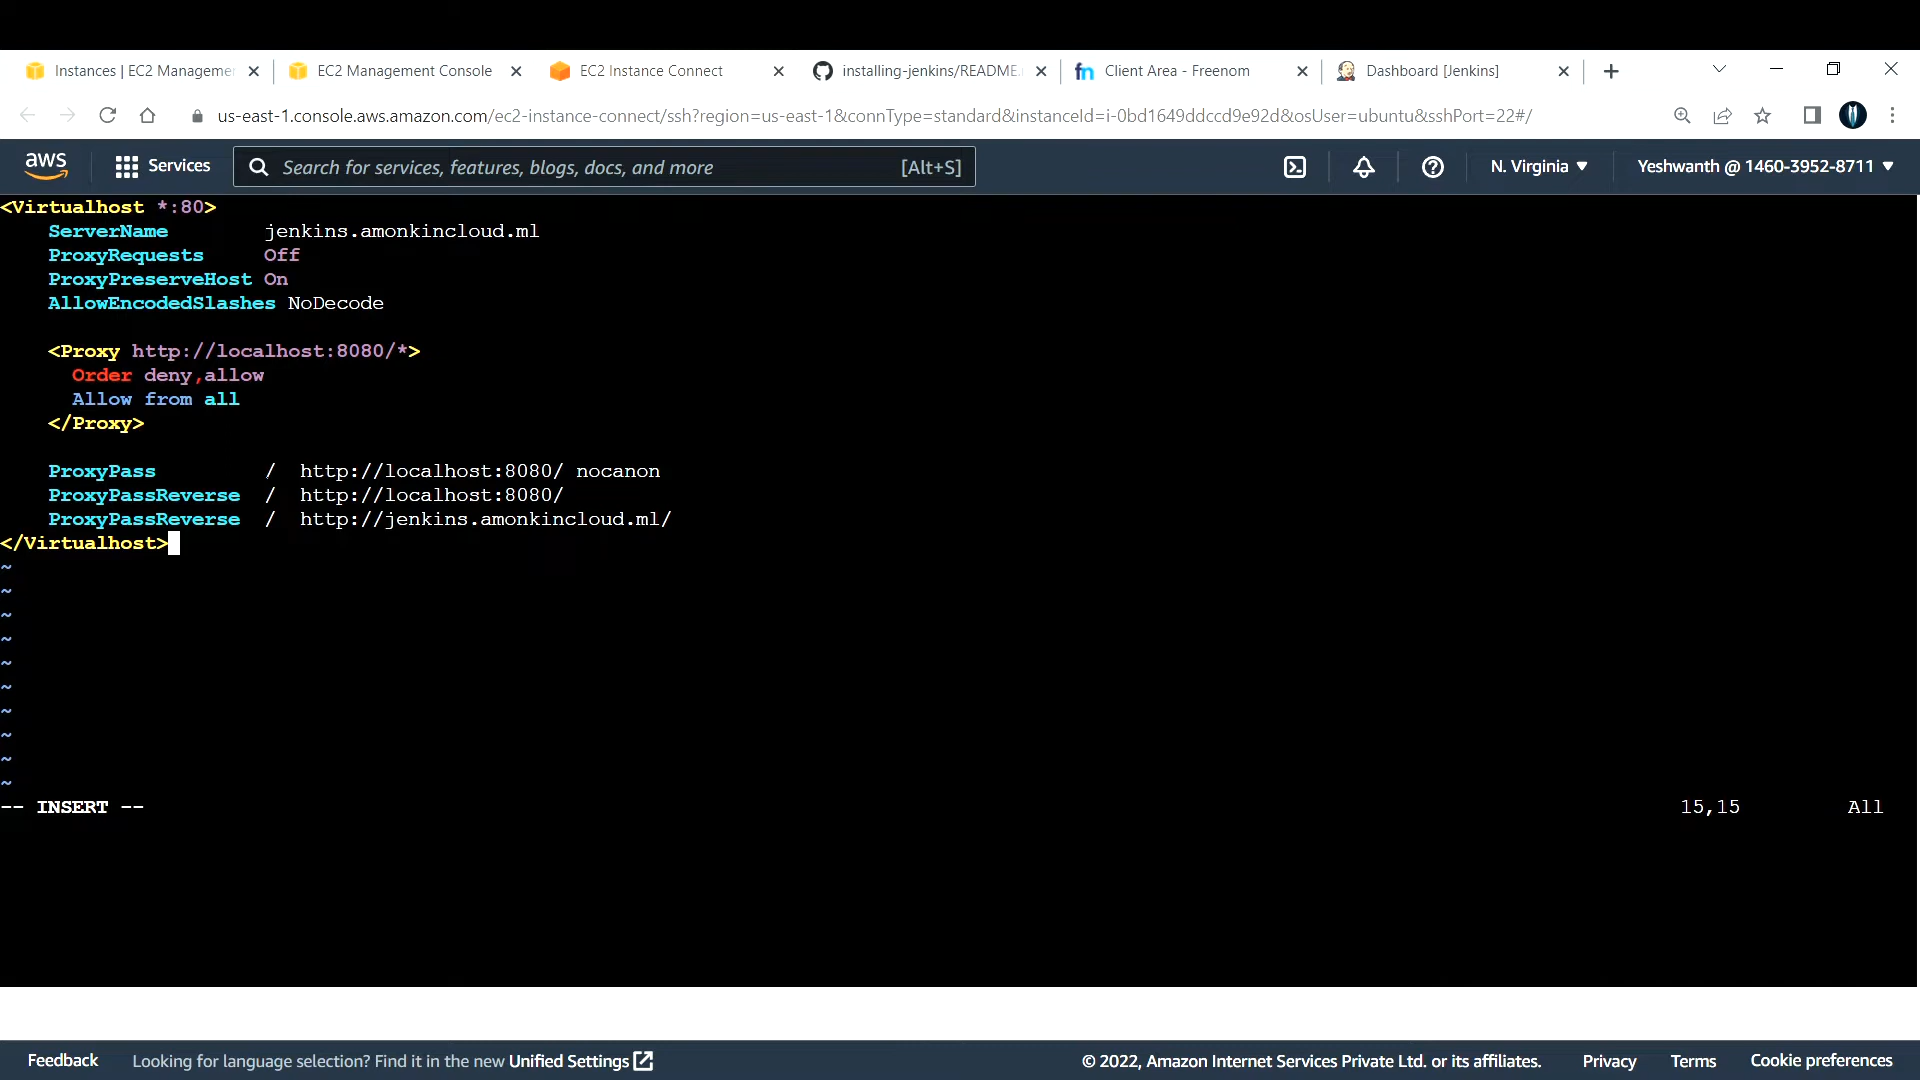 Instances | EC2 Manageme
EC2 Management Console
EC2 Instance Connect
installing-jenkins/README.
fn Client Area - Freenom
Dashboard [Jenkins]
us-east-1.console.aws.amazon.com/ec2-instance-connect/ssh?region=us-east-1&connType=standard&instanceId=i-0bd1649ddccd9e92d&osUser=ubuntu&sshPort=22#/
aws Services Search for services, features, blogs, docs, and more [Alt+S] N. Virginia Yeshwanth @ 1460-3952-8711
<Virtualhost *:80>
    ServerName        jenkins.amonkincloud.ml
    ProxyRequests     Off
    ProxyPreserveHost On
    AllowEncodedSlashes NoDecode
    <Proxy http://localhost:8080/*>
      Order deny,allow
      Allow from all
    </Proxy>
    ProxyPass         /  http://localhost:8080/ nocanon
    ProxyPassReverse  /  http://localhost:8080/
    ProxyPassReverse  /  http://jenkins.amonkincloud.ml/
</Virtualhost>
~
~
~
~
~
~
~
~
~
~
-- INSERT -- 15,15 All
Feedback Looking for language selection? Find it in the new Unified Settings © 2022, Amazon Internet Services Private Ltd. or its affiliates. Privacy Terms Cookie preferences